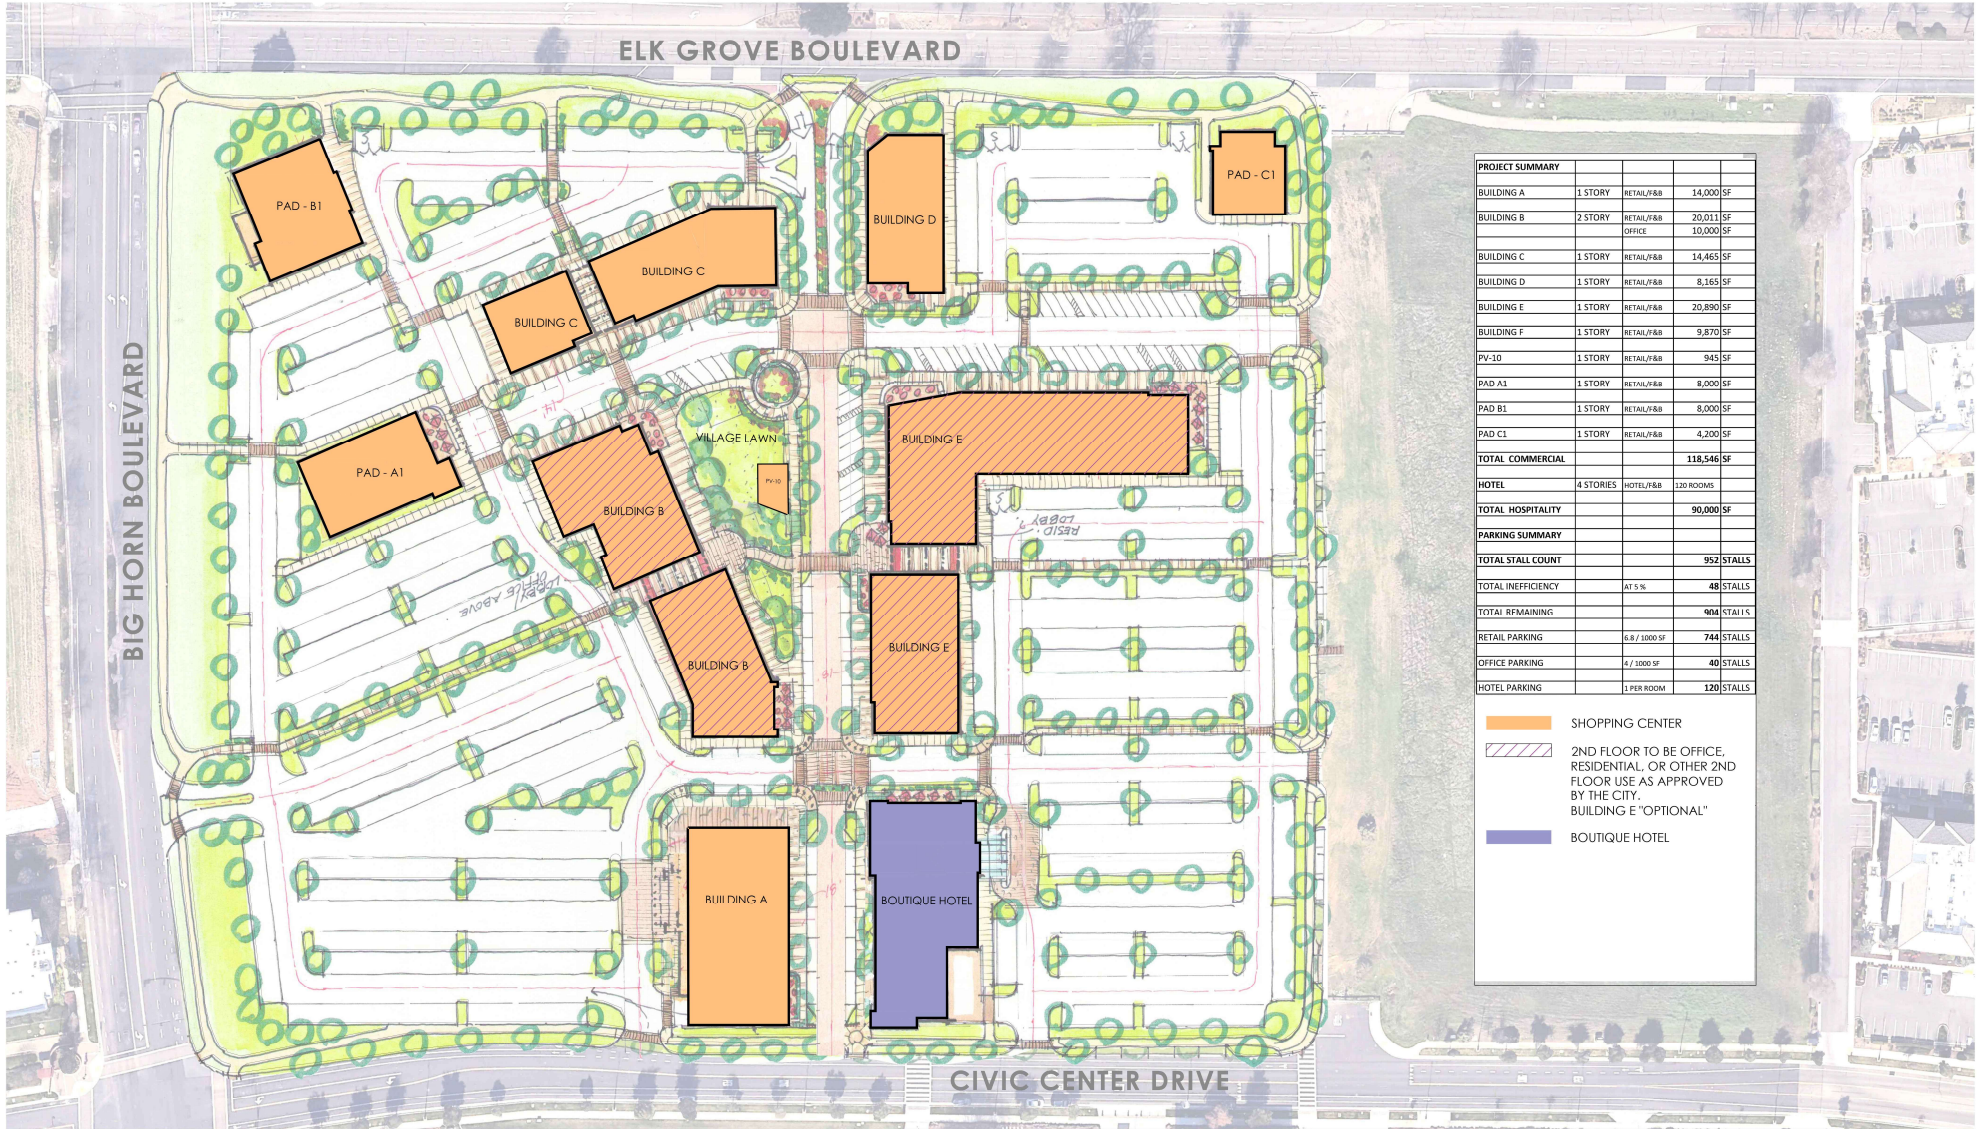 ELK GROVE BOULEVARD
BIG HORN BOULEVARD
CIVIC CENTER DRIVE
PAD - B1
BUILDING C
BUILDING C
BUILDING D
PAD - C1
PAD - A1
VILLAGE LAWN
PV-10
BUILDING B
BUILDING B
BUILDING E
RESID.
LOBBY ?
LOBBY
OFFICE ABOVE
BUILDING E
BUILDING A
BOUTIQUE HOTEL
PROJECT SUMMARY
BUILDING A 1 STORY RETAIL/F&B 14,000 SF
BUILDING B 2 STORY RETAIL/F&B 20,011 SF
OFFICE 10,000 SF
BUILDING C 1 STORY RETAIL/F&B 14,465 SF
BUILDING D 1 STORY RETAIL/F&B 8,165 SF
BUILDING E 1 STORY RETAIL/F&B 20,890 SF
BUILDING F 1 STORY RETAIL/F&B 9,870 SF
PV-10 1 STORY RETAIL/F&B 945 SF
PAD A1 1 STORY RETAIL/F&B 8,000 SF
PAD B1 1 STORY RETAIL/F&B 8,000 SF
PAD C1 1 STORY RETAIL/F&B 4,200 SF
TOTAL COMMERCIAL 118,546 SF
HOTEL 4 STORIES HOTEL/F&B 120 ROOMS
TOTAL HOSPITALITY 90,000 SF
PARKING SUMMARY
TOTAL STALL COUNT 952 STALLS
TOTAL INEFFICIENCY AT 5 % 48 STALLS
TOTAL REMAINING 904 STALLS
RETAIL PARKING 6.8 / 1000 SF 744 STALLS
OFFICE PARKING 4 / 1000 SF 40 STALLS
HOTEL PARKING 1 PER ROOM 120 STALLS
SHOPPING CENTER
2ND FLOOR TO BE OFFICE,
RESIDENTIAL, OR OTHER 2ND
FLOOR USE AS APPROVED
BY THE CITY.
BUILDING E "OPTIONAL"
BOUTIQUE HOTEL